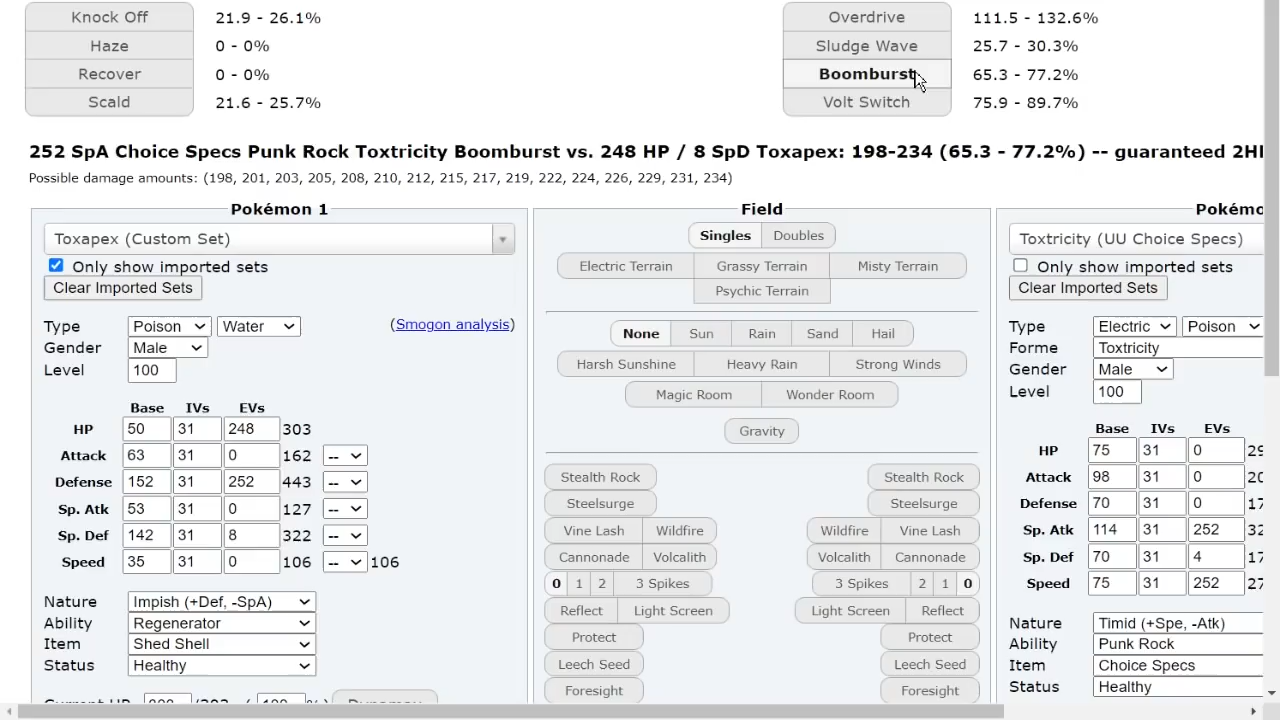 Knock Off 21.9 - 26.1% Overdrive 111.5 - 132.6%
Haze 0 - 0% Sludge Wave 25.7 - 30.3%
Recover 0 - 0% Boomburst 65.3 - 77.2%
Scald 21.6 - 25.7% Volt Switch 75.9 - 89.7%
252 SpA Choice Specs Punk Rock Toxtricity Boomburst vs. 248 HP / 8 SpD Toxapex: 198-234 (65.3 - 77.2%) -- guaranteed 2H
Possible damage amounts: (198, 201, 203, 205, 208, 210, 212, 215, 217, 219, 222, 224, 226, 229, 231, 234)
Pokémon 1
Toxapex (Custom Set)
Only show imported sets
Clear Imported Sets
Type Poison Water (Smogon analysis)
Gender Male
Level 100
Base IVs EVs
HP 50 31 248 303
Attack 63 31 0 162 --
Defense 152 31 252 443 --
Sp. Atk 53 31 0 127 --
Sp. Def 142 31 8 322 --
Speed 35 31 0 106 -- 106
Nature Impish (+Def, -SpA)
Ability Regenerator
Item Shed Shell
Status Healthy
Field
Singles Doubles
Electric Terrain Grassy Terrain Misty Terrain
Psychic Terrain
None Sun Rain Sand Hail
Harsh Sunshine Heavy Rain Strong Winds
Magic Room Wonder Room
Gravity
Stealth Rock Stealth Rock
Steelsurge Steelsurge
Vine Lash Wildfire Wildfire Vine Lash
Cannonade Volcalith Volcalith Cannonade
0 1 2 3 Spikes 3 Spikes 2 1 0
Reflect Light Screen Light Screen Reflect
Protect Protect
Leech Seed Leech Seed
Foresight Foresight
Pokémo
Toxtricity (UU Choice Specs)
Only show imported sets
Clear Imported Sets
Type Electric Poison
Forme Toxtricity
Gender Male
Level 100
Base IVs EVs
HP 75 31 0 29
Attack 98 31 0 20
Defense 70 31 0 17
Sp. Atk 114 31 252 32
Sp. Def 70 31 4 17
Speed 75 31 252 27
Nature Timid (+Spe, -Atk)
Ability Punk Rock
Item Choice Specs
Status Healthy